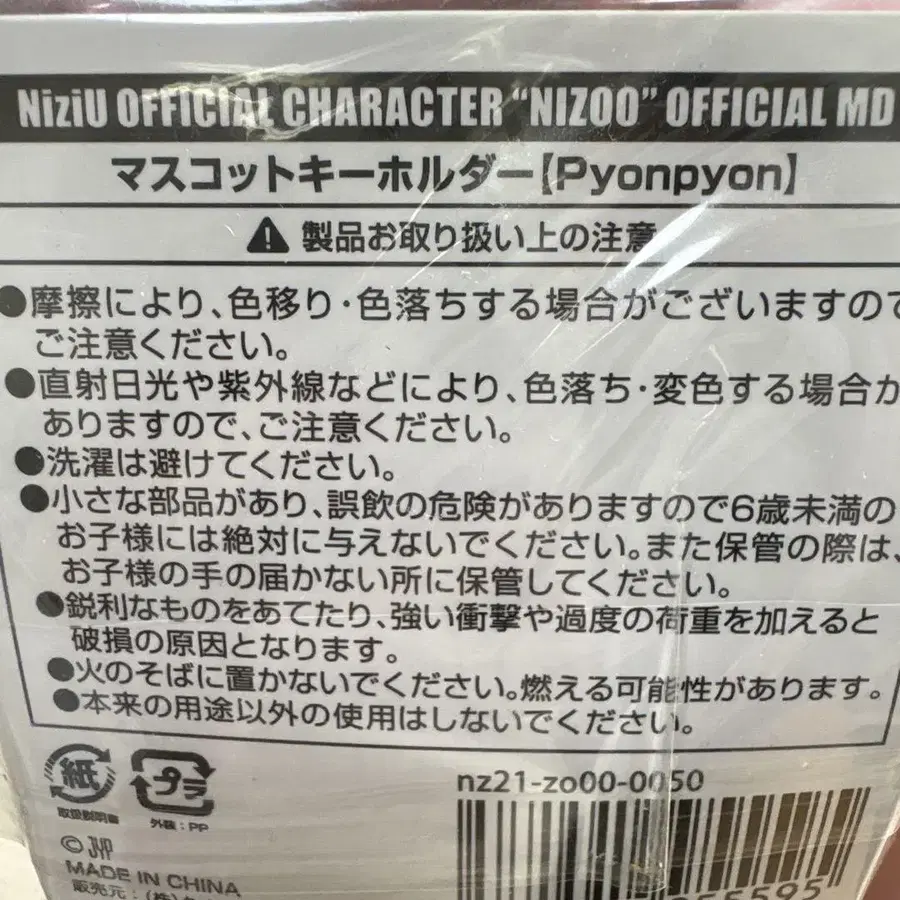 NiziU OFFICIAL CHARACTER “NIZOO” OFFICIAL MD
マスコットキーホルダー【Pyonpyon】
製品お取り扱い上の注意
●摩擦により、色移り・色落ちする場合がございますので
ご注意ください。
●直射日光や紫外線などにより、色落ち・変色する場合が
ありますので、ご注意ください。
●洗濯は避けてください。
●小さな部品があり、誤飲の危険がありますので6歳未満の
お子様には絶対に与えないでください。また保管の際は、
お子様の手の届かない所に保管してください。
●鋭利なものをあてたり、強い衝撃や過度の荷重を加えると
破損の原因となります。
●火のそばに置かないでください。燃える可能性があります。
●本来の用途以外の使用はしないでください。
紙
プラ
nz21-zo00-0050
取扱説明書
外装：PP
©JYP
MADE IN CHINA
販売元：(株)